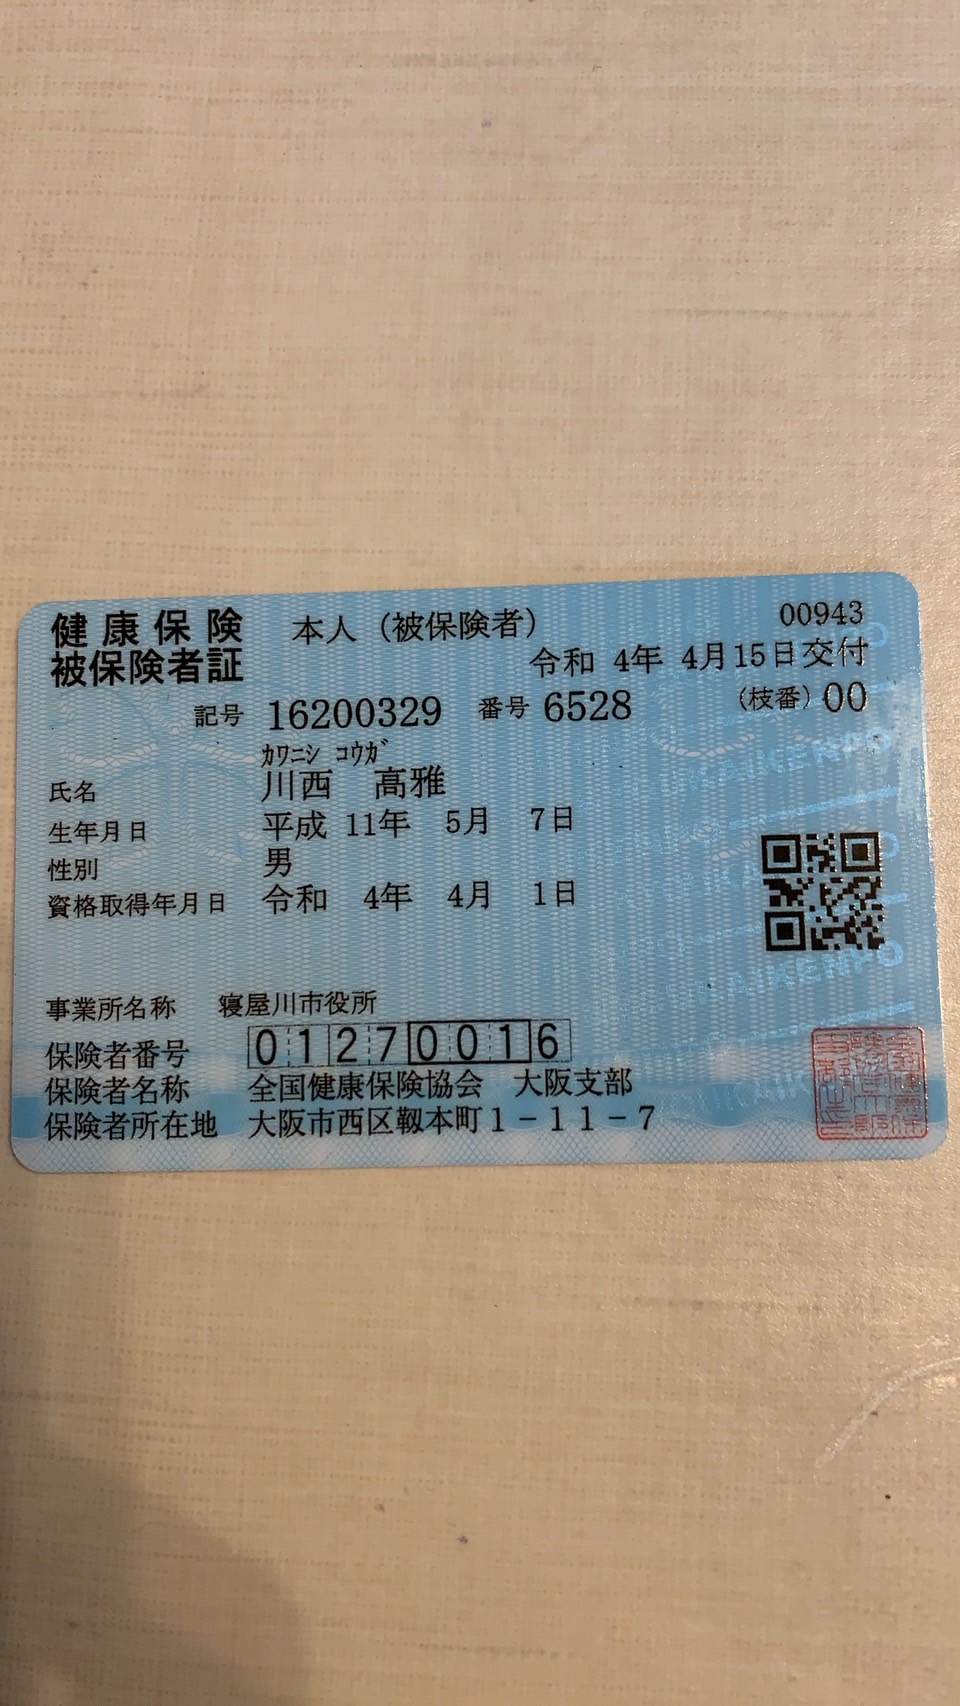 健康保険
被保険者証
本人（被保険者）
00943
令和 4年 4月15日交付
記号 16200329 番号 6528 （枝番）00
カワニシ コウガ
氏名 川西 高雅
生年月日 平成 11年 5月 7日
性別 男
資格取得年月日 令和 4年 4月 1日
事業所名称 寝屋川市役所
保険者番号 01270016
保険者名称 全国健康保険協会 大阪支部
保険者所在地 大阪市西区靱本町1－11－7